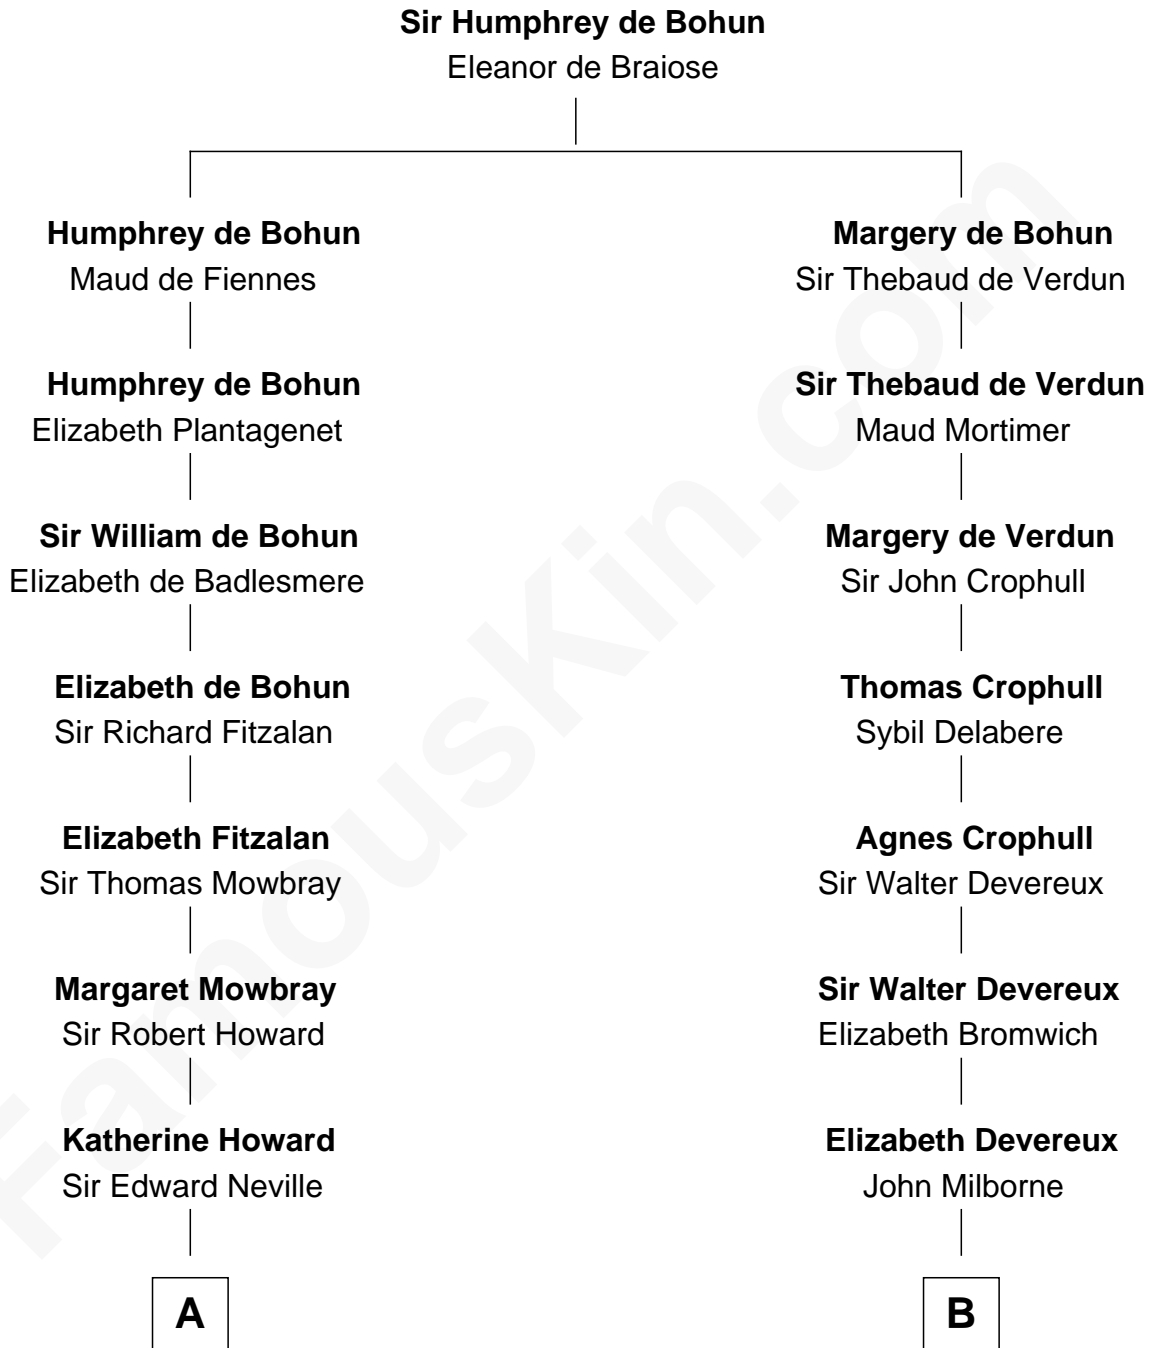 Sir Humphrey de Bohun
Eleanor de Braiose
Humphrey de Bohun
Maud de Fiennes
Margery de Bohun
Sir Thebaud de Verdun
Humphrey de Bohun
Elizabeth Plantagenet
Sir Thebaud de Verdun
Maud Mortimer
Sir William de Bohun
Elizabeth de Badlesmere
Margery de Verdun
Sir John Crophull
Elizabeth de Bohun
Sir Richard Fitzalan
Thomas Crophull
Sybil Delabere
Elizabeth Fitzalan
Sir Thomas Mowbray
Agnes Crophull
Sir Walter Devereux
Margaret Mowbray
Sir Robert Howard
Sir Walter Devereux
Elizabeth Bromwich
Katherine Howard
Sir Edward Neville
Elizabeth Devereux
John Milborne
A
B
FamousKin.com